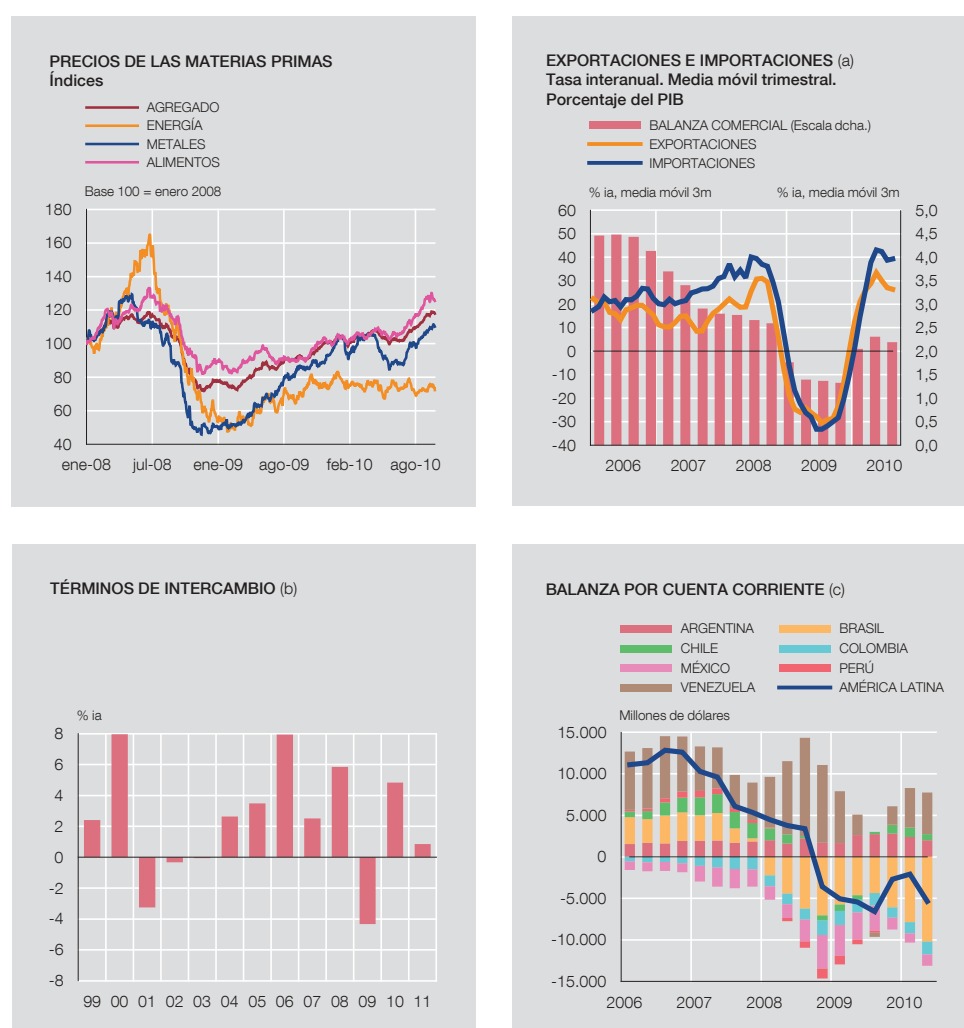 PRECIOS DE LAS MATERIAS PRIMAS
Índices
AGREGADO
ENERGÍA
METALES
ALIMENTOS
Base 100 = enero 2008
180
160
140
120
100
80
60
40
ene-08 jul-08 ene-09 ago-09 feb-10 ago-10
EXPORTACIONES E IMPORTACIONES (a)
Tasa interanual. Media móvil trimestral.
Porcentaje del PIB
BALANZA COMERCIAL (Escala dcha.)
EXPORTACIONES
IMPORTACIONES
% ia, media móvil 3m % ia, media móvil 3m
60 5,0
50 4,5
40 4,0
30 3,5
20 3,0
10 2,5
0 2,0
-10 1,5
-20 1,0
-30 0,5
-40 0,0
2006 2007 2008 2009 2010
TÉRMINOS DE INTERCAMBIO (b)
% ia
8
6
4
2
0
-2
-4
-6
-8
99 00 01 02 03 04 05 06 07 08 09 10 11
BALANZA POR CUENTA CORRIENTE (c)
ARGENTINA BRASIL
CHILE COLOMBIA
MÉXICO PERÚ
VENEZUELA AMÉRICA LATINA
Millones de dólares
15.000
10.000
5.000
0
-5.000
-10.000
-15.000
2006 2007 2008 2009 2010